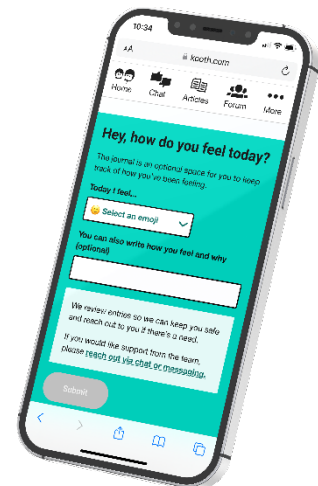 10:34
AA
kooth.com
Home
Chat
Articles
Forum
More
Hey, how do you feel today?
The journal is an optional space for you to keep
track of how you've been feeling.
Today I feel...
Select an emoji
You can also write how you feel and why
(optional)
We review entries so we can keep you safe
and reach out to you if there's a need.
If you would like support from the team,
please reach out via chat or messaging.
Submit